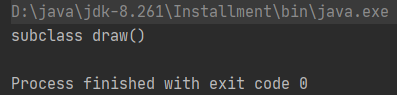 D:\java\jdk-8.261\Installment\bin\java.exe
subclass draw()
Process finished with exit code 0